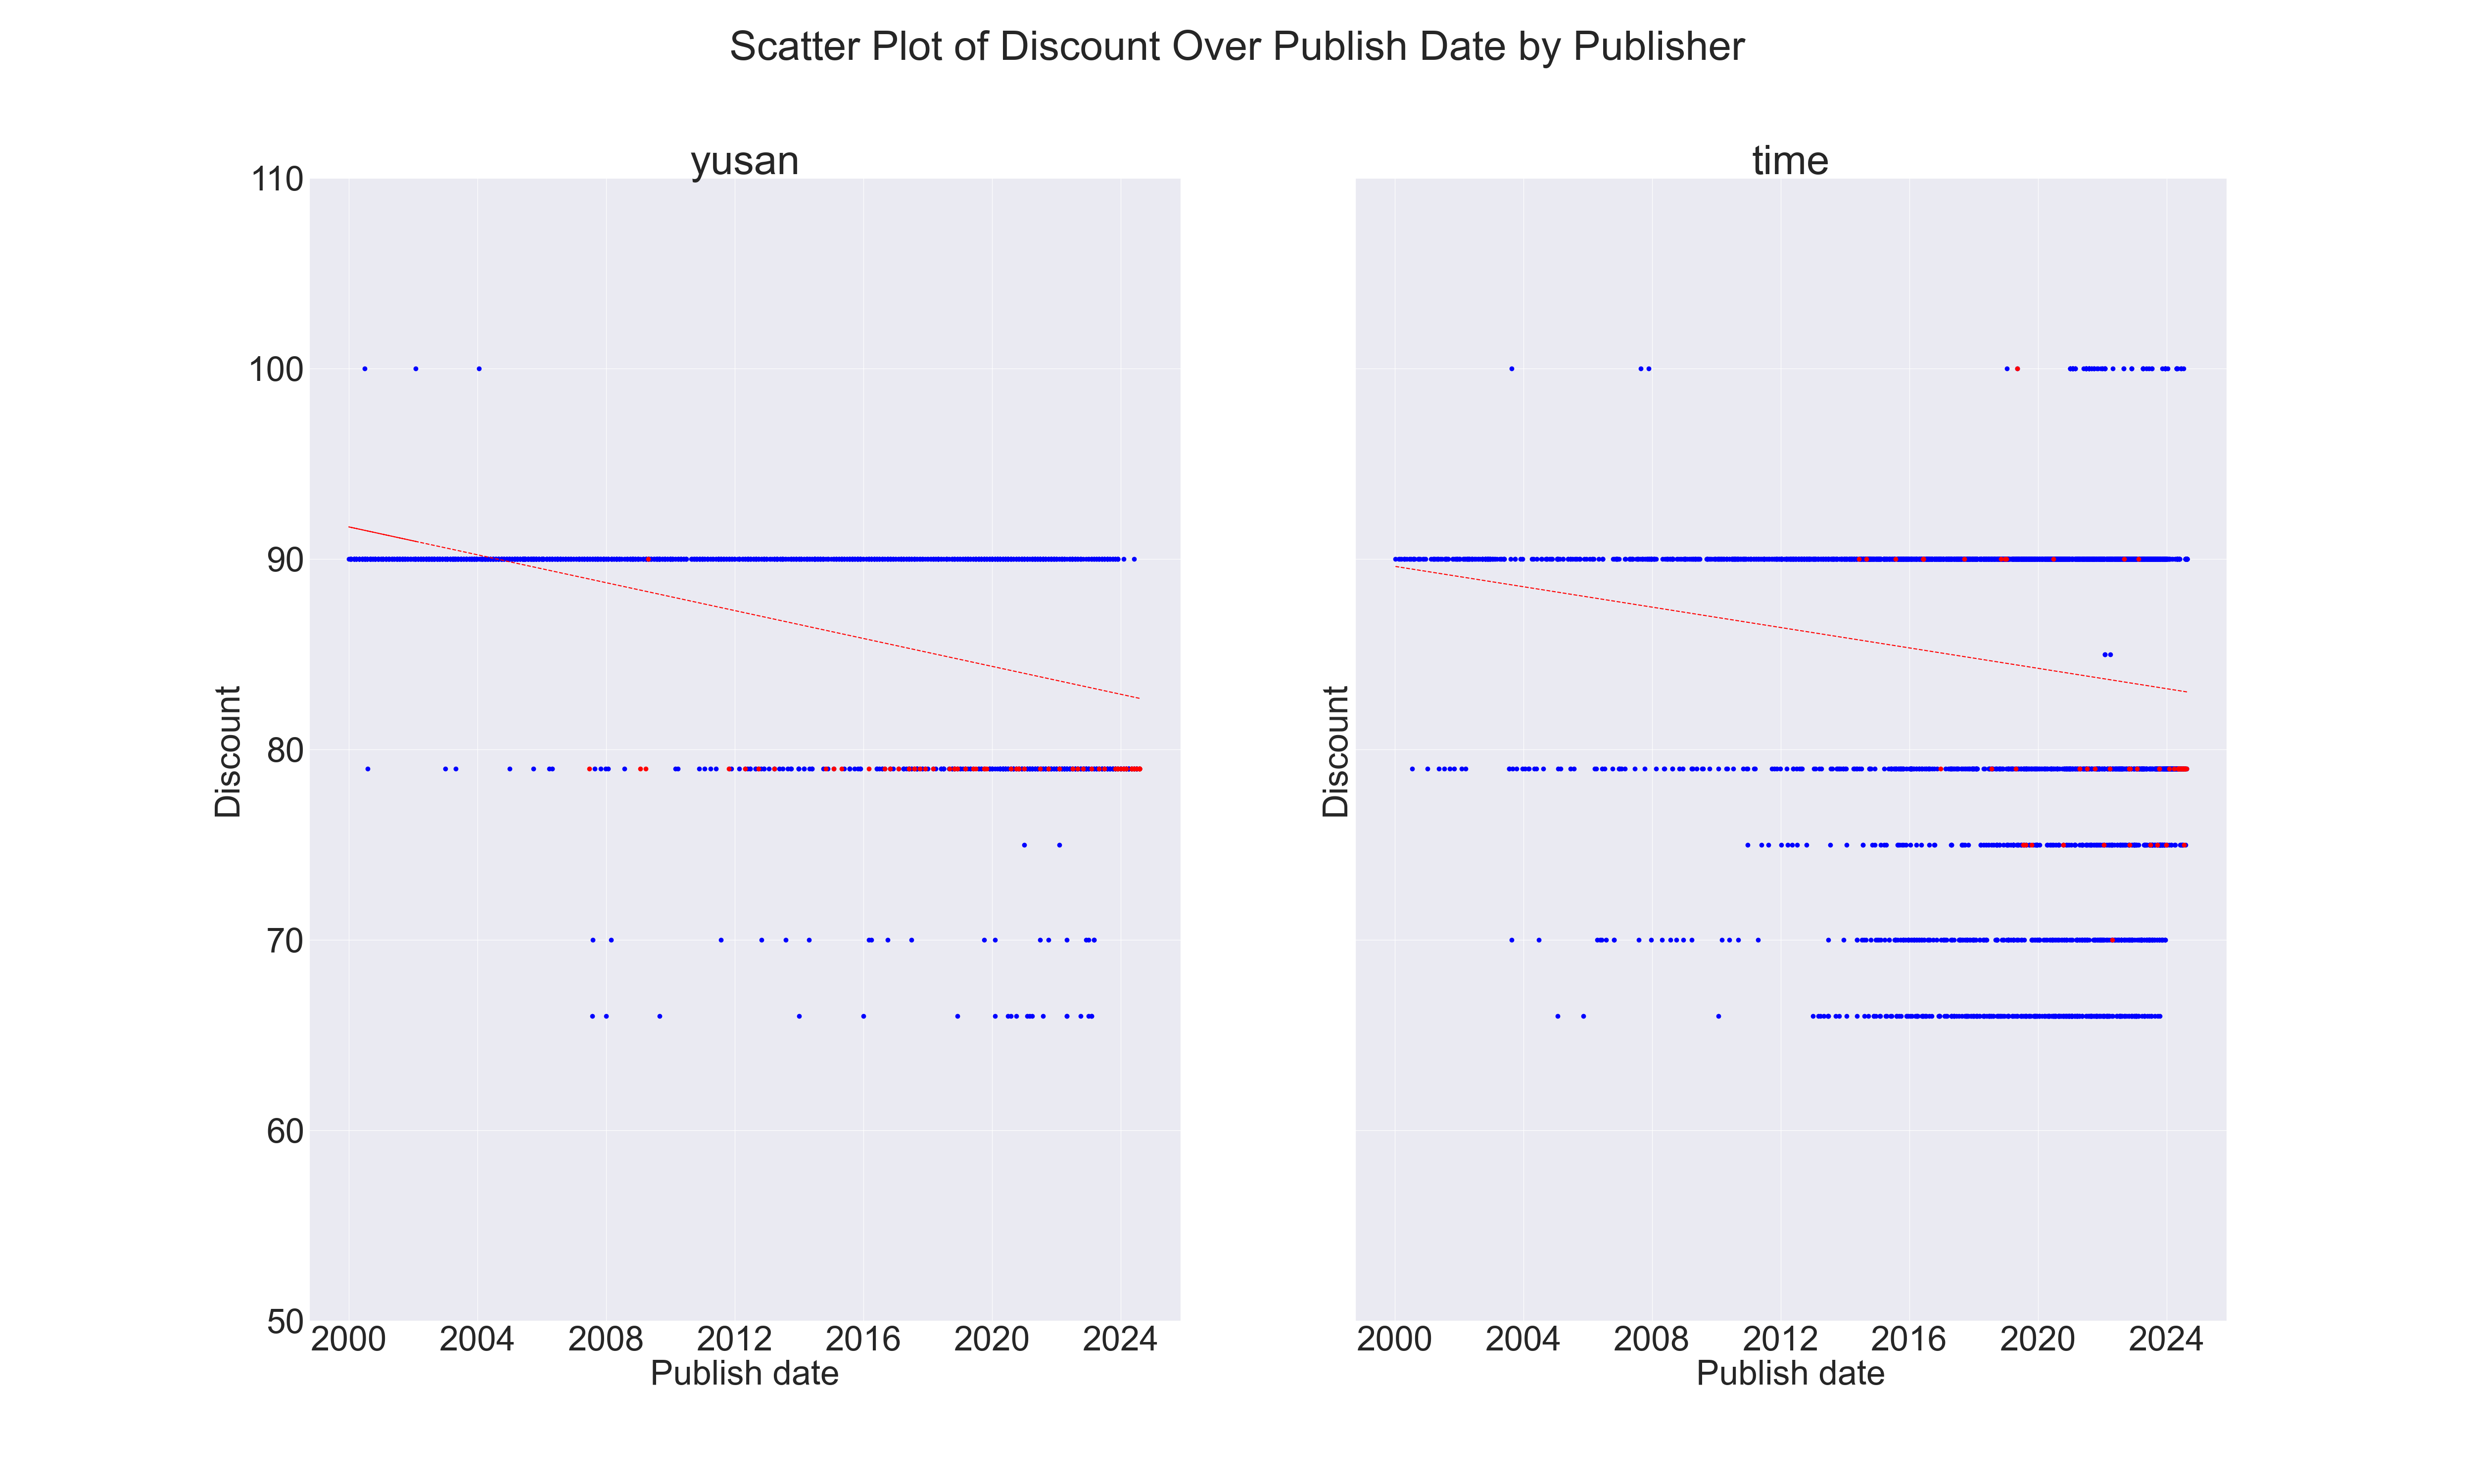 Scatter Plot of Discount Over Publish Date by Publisher
yusan
time
110
100
90
80
70
60
50
Discount
Discount
2000 2004 2008 2012 2016 2020 2024
2000 2004 2008 2012 2016 2020 2024
Publish date
Publish date